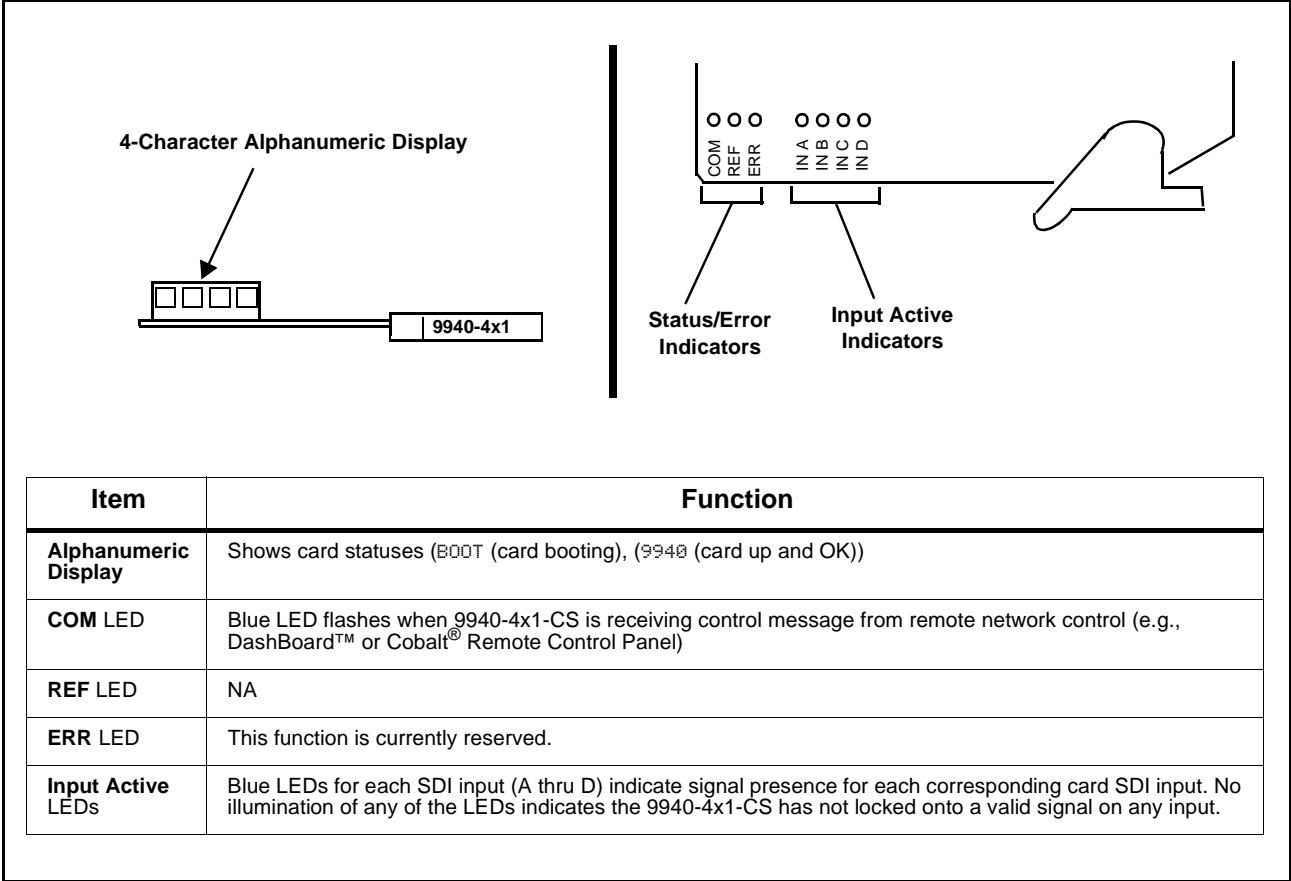 4-Character Alphanumeric Display
9940-4x1
COM
REF
ERR
IN A
IN B
IN C
IN D
Status/Error
Indicators
Input Active
Indicators
Item
Function
Alphanumeric
Display
Shows card statuses (BOOT (card booting), (9940 (card up and OK))
COM LED
Blue LED flashes when 9940-4x1-CS is receiving control message from remote network control (e.g.,
DashBoard™ or Cobalt® Remote Control Panel)
REF LED
NA
ERR LED
This function is currently reserved.
Input Active
LEDs
Blue LEDs for each SDI input (A thru D) indicate signal presence for each corresponding card SDI input. No
illumination of any of the LEDs indicates the 9940-4x1-CS has not locked onto a valid signal on any input.